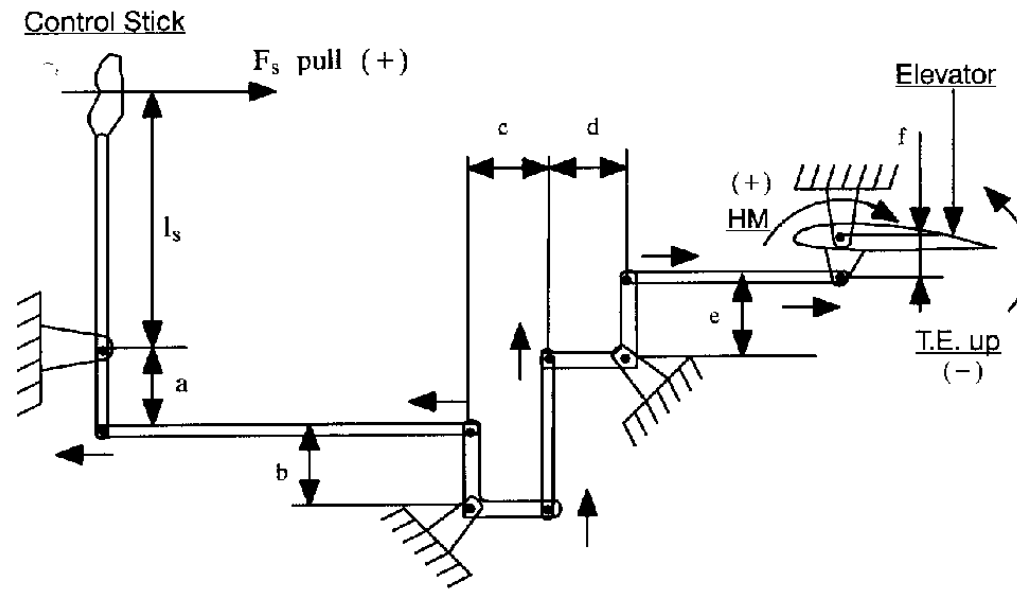 Control Stick
F_s pull (+)
Elevator
c
d
f
(+)
HM
l_s
e
T.E. up
(−)
a
b